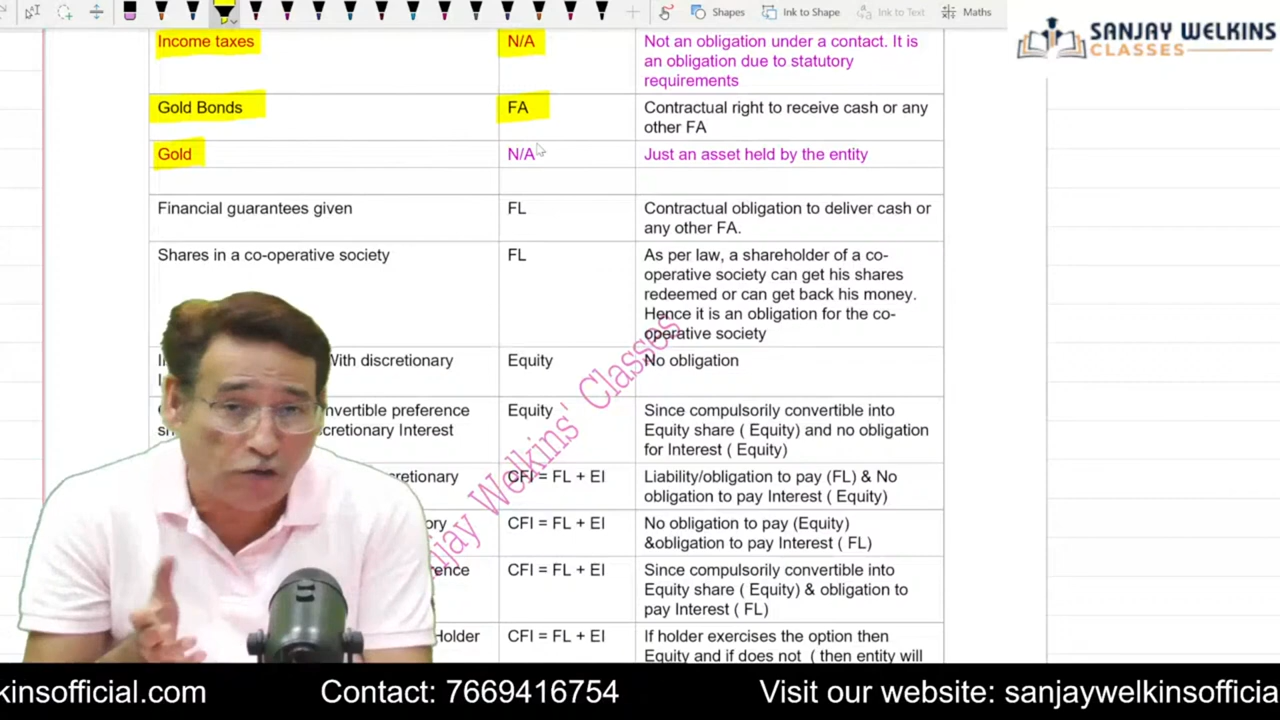 Shapes
Ink to Shape
Ink to Text
Maths
SANJAY WELKINS
CLASSES
Income taxes
N/A
Not an obligation under a contact. It is
an obligation due to statutory
requirements
Gold Bonds
FA
Contractual right to receive cash or any
other FA
Gold
N/A
Just an asset held by the entity
Financial guarantees given
FL
Contractual obligation to deliver cash or
any other FA.
Shares in a co-operative society
FL
As per law, a shareholder of a co-
operative society can get his shares
redeemed or can get back his money.
Hence it is an obligation for the co-
operative society
With discretionary
Equity
No obligation
nvertible preference
cretionary Interest
Equity
Since compulsorily convertible into
Equity share ( Equity) and no obligation
for Interest ( Equity)
cretionary
CFI = FL + EI
Liability/obligation to pay (FL) & No
obligation to pay Interest ( Equity)
ory
CFI = FL + EI
No obligation to pay (Equity)
&obligation to pay Interest ( FL)
rence
CFI = FL + EI
Since compulsorily convertible into
Equity share ( Equity) & obligation to
pay Interest ( FL)
Holder
CFI = FL + EI
If holder exercises the option then
Equity and if does not ( then entity will
njay Welkins' Classes
kinsofficial.com
Contact: 7669416754
Visit our website: sanjaywelkinsofficia